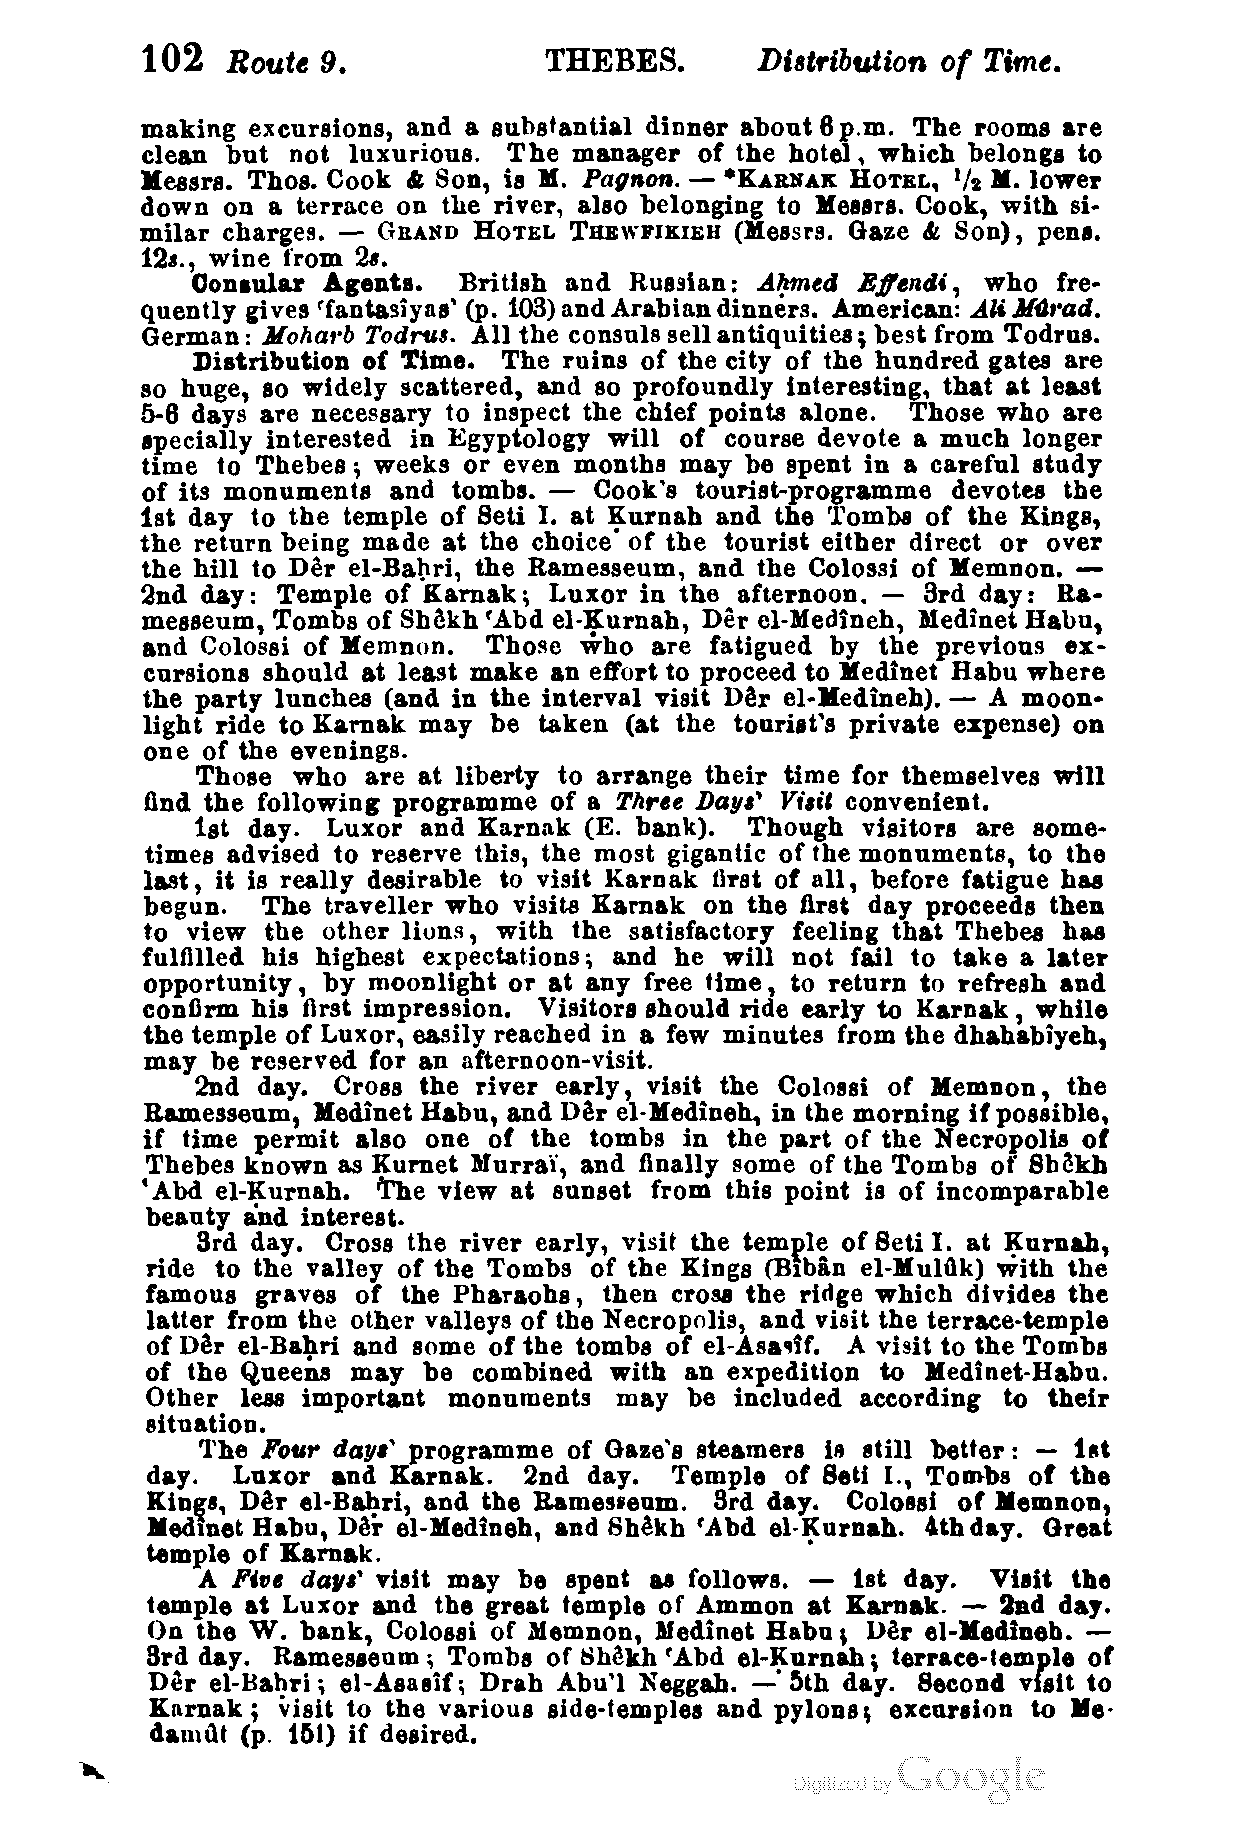 102 Route 9. THEBES. Distribution of Time.
making excursions, and a substantial dinner about 6 p.m. The rooms are
clean but not luxurious. The manager of the hotel, which belongs to
Messrs. Thos. Cook & Son, is M. Pagnon. — *KARNAK HOTEL, 1/2 M. lower
down on a terrace on the river, also belonging to Messrs. Cook, with si-
milar charges. — GRAND HOTEL THEWFIKIEH (Messrs. Gaze & Son), pens.
12s., wine from 2s.
Consular Agents. British and Russian: Aḥmed Effendi, who fre-
quently gives 'fantasîyas' (p. 103) and Arabian dinners. American: Ali Mûrad.
German: Moharb Todrus. All the consuls sell antiquities; best from Todrus.
Distribution of Time. The ruins of the city of the hundred gates are
so huge, so widely scattered, and so profoundly interesting, that at least
5-6 days are necessary to inspect the chief points alone. Those who are
specially interested in Egyptology will of course devote a much longer
time to Thebes; weeks or even months may be spent in a careful study
of its monuments and tombs. — Cook's tourist-programme devotes the
1st day to the temple of Seti I. at Ḳurnah and the Tombs of the Kings,
the return being made at the choice of the tourist either direct or over
the hill to Dêr el-Baḥri, the Ramesseum, and the Colossi of Memnon. —
2nd day: Temple of Karnak; Luxor in the afternoon. — 3rd day: Ra-
messeum, Tombs of Shêkh 'Abd el-Ḳurnah, Dêr el-Medîneh, Medînet Habu,
and Colossi of Memnon. Those who are fatigued by the previous ex-
cursions should at least make an effort to proceed to Medînet Habu where
the party lunches (and in the interval visit Dêr el-Medîneh). — A moon-
light ride to Karnak may be taken (at the tourist's private expense) on
one of the evenings.
Those who are at liberty to arrange their time for themselves will
find the following programme of a Three Days' Visit convenient.
1st day. Luxor and Karnak (E. bank). Though visitors are some-
times advised to reserve this, the most gigantic of the monuments, to the
last, it is really desirable to visit Karnak first of all, before fatigue has
begun. The traveller who visits Karnak on the first day proceeds then
to view the other lions, with the satisfactory feeling that Thebes has
fulfilled his highest expectations; and he will not fail to take a later
opportunity, by moonlight or at any free time, to return to refresh and
confirm his first impression. Visitors should ride early to Karnak, while
the temple of Luxor, easily reached in a few minutes from the dhahabîyeh,
may be reserved for an afternoon-visit.
2nd day. Cross the river early, visit the Colossi of Memnon, the
Ramesseum, Medînet Habu, and Dêr el-Medîneh, in the morning if possible,
if time permit also one of the tombs in the part of the Necropolis of
Thebes known as Ḳurnet Murraï, and finally some of the Tombs of Shêkh
'Abd el-Ḳurnah. The view at sunset from this point is of incomparable
beauty and interest.
3rd day. Cross the river early, visit the temple of Seti I. at Ḳurnah,
ride to the valley of the Tombs of the Kings (Bîbân el-Mulûk) with the
famous graves of the Pharaohs, then cross the ridge which divides the
latter from the other valleys of the Necropolis, and visit the terrace-temple
of Dêr el-Baḥri and some of the tombs of el-Asasîf. A visit to the Tombs
of the Queens may be combined with an expedition to Medînet-Habu.
Other less important monuments may be included according to their
situation.
The Four days' programme of Gaze's steamers is still better: — 1st
day. Luxor and Karnak. 2nd day. Temple of Seti I., Tombs of the
Kings, Dêr el-Baḥri, and the Ramesseum. 3rd day. Colossi of Memnon,
Medînet Habu, Dêr el-Medîneh, and Shêkh 'Abd el-Ḳurnah. 4th day. Great
temple of Karnak.
A Five days' visit may be spent as follows. — 1st day. Visit the
temple at Luxor and the great temple of Ammon at Karnak. — 2nd day.
On the W. bank, Colossi of Memnon, Medînet Habu; Dêr el-Medîneh. —
3rd day. Ramesseum; Tombs of Shêkh 'Abd el-Ḳurnah; terrace-temple of
Dêr el-Baḥri; el-Asasîf; Drah Abu'l Neggah. — 5th day. Second visit to
Karnak; visit to the various side-temples and pylons; excursion to Me-
damût (p. 151) if desired.
Digitized by Google